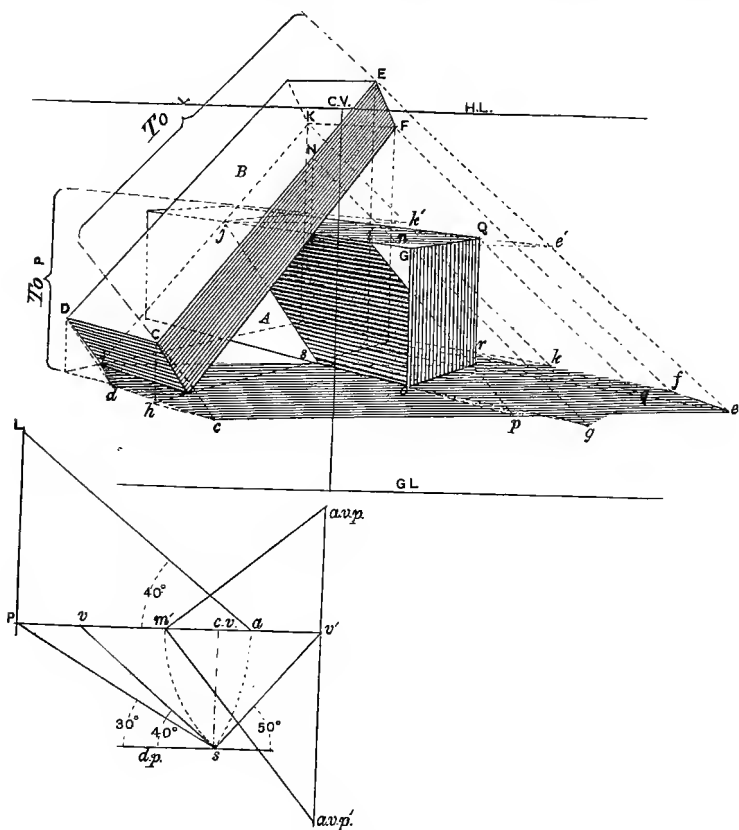 E
C.V.
H.L.
To L
K
F
N
B
k'
Q
j
n
G
e'
To P
D
A
C
r
s
k
d
f
h
q
e
c
p
g
L
GL
a.v.p.
40°
P
v
m'
c.v.
a
v'
30°
40°
50°
d.p.
s
a.v.p'.